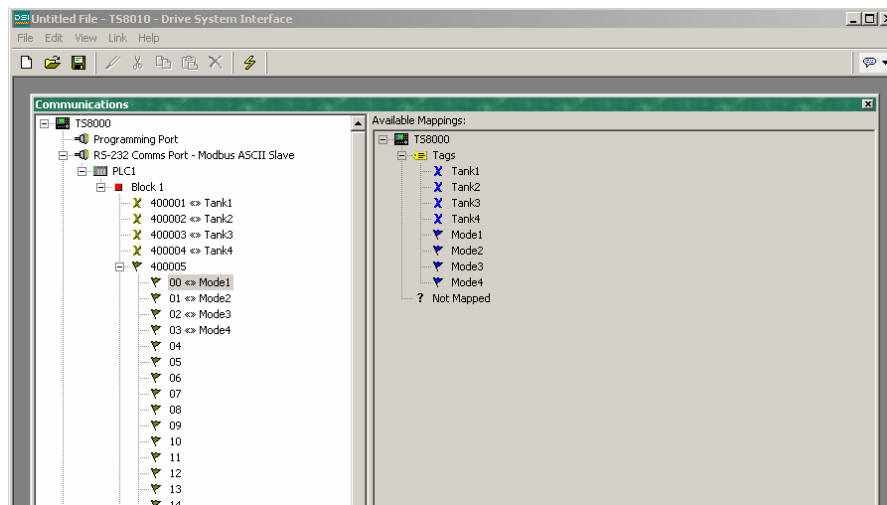 DSI Untitled File - TS8010 - Drive System Interface
File Edit View Link Help
Communications
TS8000
Programming Port
RS-232 Comms Port - Modbus ASCII Slave
PLC1
Block 1
400001 «» Tank1
400002 «» Tank2
400003 «» Tank3
400004 «» Tank4
400005
00 «» Mode1
01 «» Mode2
02 «» Mode3
03 «» Mode4
04
05
06
07
08
09
10
11
12
13
14
Available Mappings:
TS8000
Tags
Tank1
Tank2
Tank3
Tank4
Mode1
Mode2
Mode3
Mode4
? Not Mapped